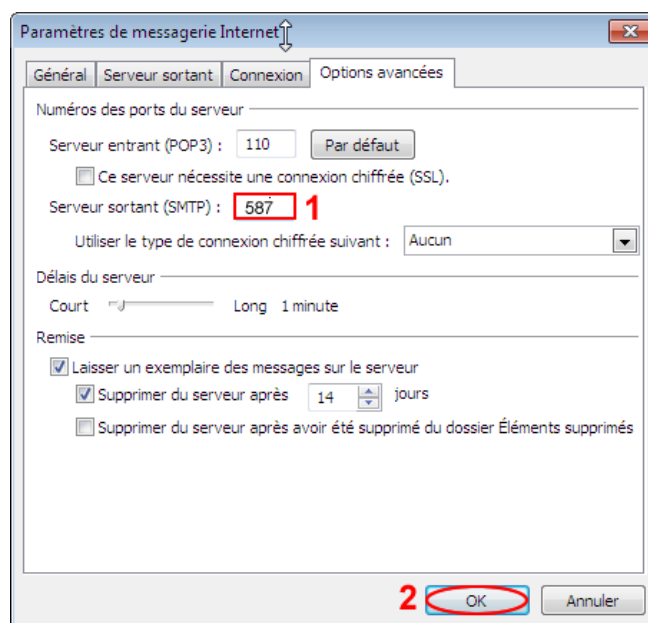 Paramètres de messagerie Internet
Général Serveur sortant Connexion Options avancées
Numéros des ports du serveur
Serveur entrant (POP3) : 110 Par défaut
Ce serveur nécessite une connexion chiffrée (SSL).
Serveur sortant (SMTP) : 587 1
Utiliser le type de connexion chiffrée suivant : Aucun
Délais du serveur
Court Long 1 minute
Remise
Laisser un exemplaire des messages sur le serveur
Supprimer du serveur après 14 jours
Supprimer du serveur après avoir été supprimé du dossier Éléments supprimés
2 OK Annuler